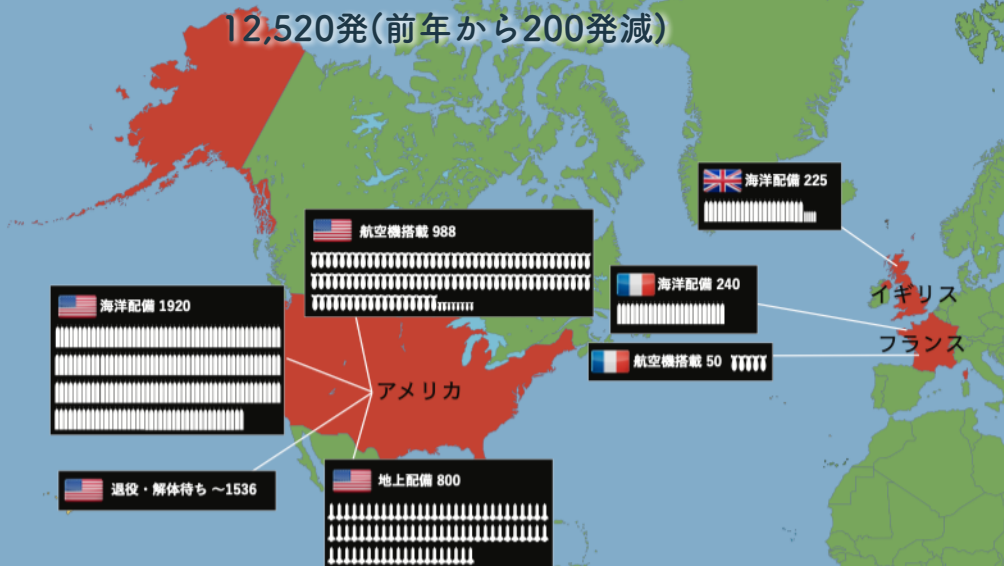 12,520発(前年から200発減)
海洋配備 225
航空機搭載 988
海洋配備 240
イギリス
海洋配備 1920
フランス
航空機搭載 50
アメリカ
地上配備 800
退役・解体待ち ～1536